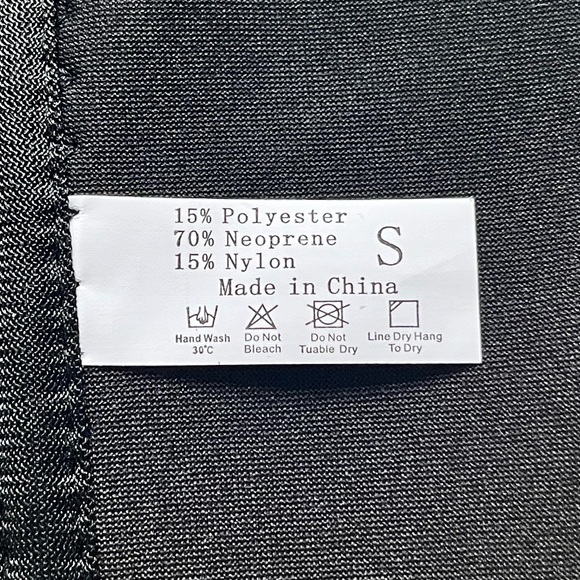 15% Polyester
70% Neoprene
15% Nylon
S
Made in China
Hand Wash
30°C
Do Not
Bleach
Do Not
Tuable Dry
Line Dry Hang
To Dry